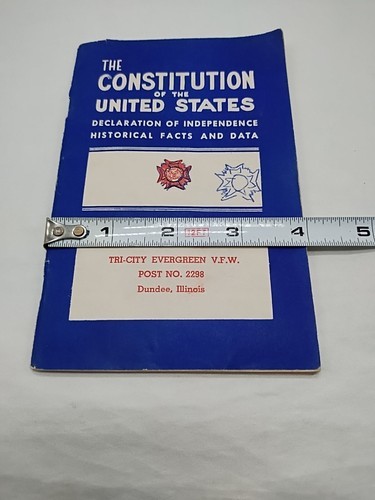 THE
CONSTITUTION
OF THE
UNITED STATES
DECLARATION OF INDEPENDENCE
HISTORICAL FACTS AND DATA
1 2 3 4 5
TRI-CITY EVERGREEN V.F.W.
POST NO. 2298
Dundee, Illinois